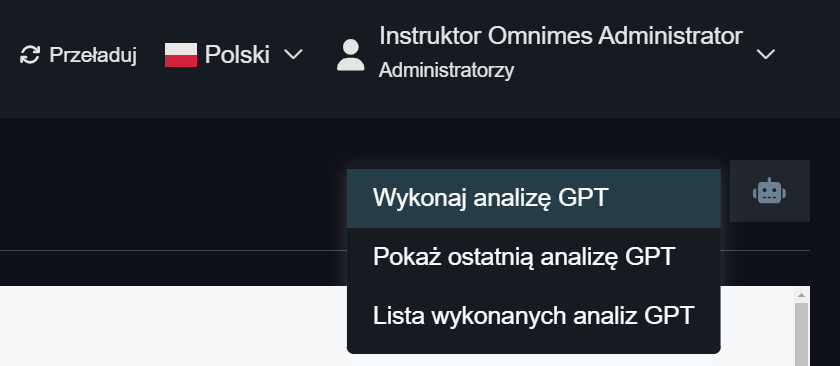 Przeładuj
Polski
Instruktor Omnimes Administrator
Administratorzy
Wykonaj analizę GPT
Pokaż ostatnią analizę GPT
Lista wykonanych analiz GPT